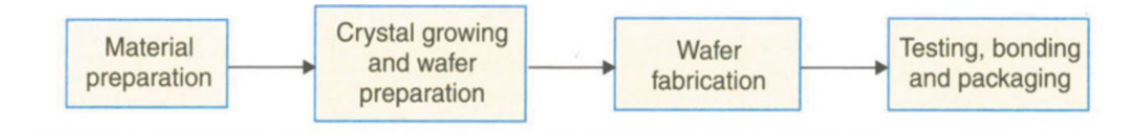 Material
preparation
Crystal growing
and wafer
preparation
Wafer
fabrication
Testing, bonding
and packaging